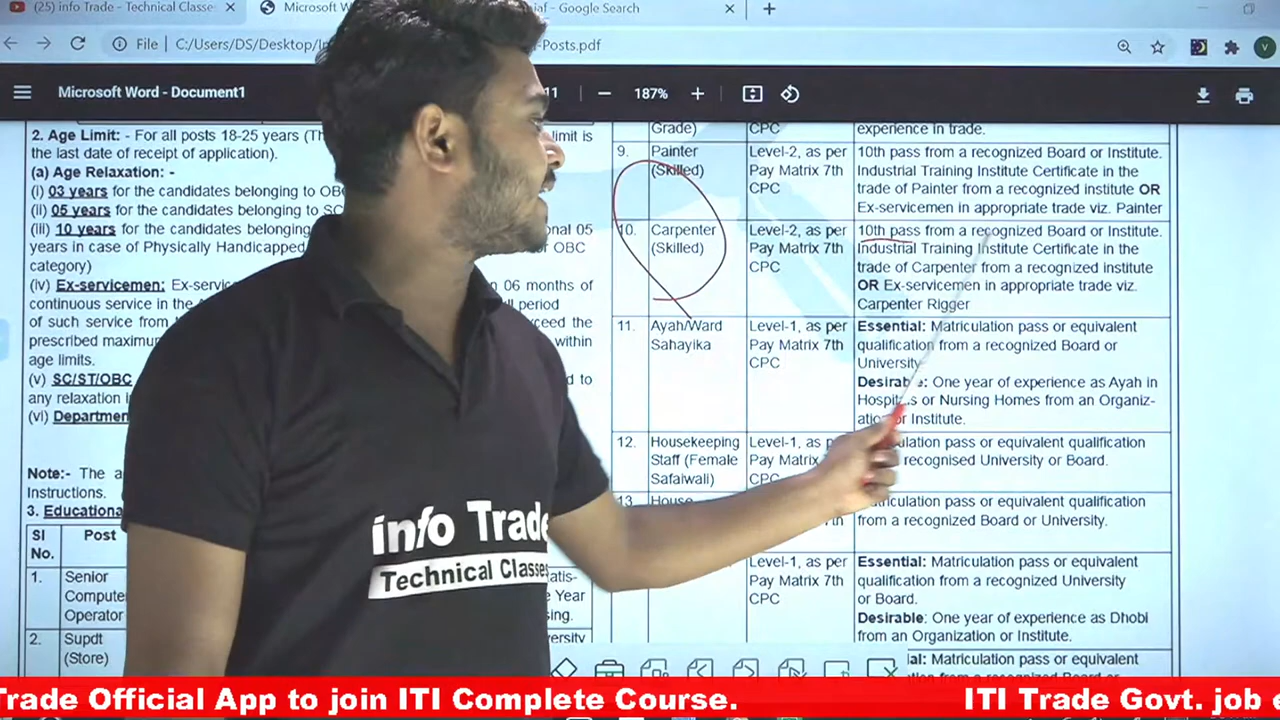 (25) info Trade - Technical Classes
Microsoft W
- Google Search
File
C:/Users/DS/Desktop/
-Posts.pdf
Microsoft Word - Document1
11
187%
2. Age Limit: - For all posts 18-25 years
limit is
the last date of receipt of application).
(a) Age Relaxation: -
(i) 03 years for the candidates belonging to OBC
(ii) 05 years for the candidates belonging to SC
(iii) 10 years for the candidates belonging
onal 05
years in case of Physically Handicapped
or OBC
category)
(iv) Ex-servicemen:
06 months of
continuous service in the
period
of such service from
exceed the
prescribed maximum
within
age limits.
(v) SC/ST/OBC
d to
any relaxation
(vi)
Note:- The
Instructions.
3.
Sl
No.
Post
1.
Senior
Operator
Year
2.
Supdt
(Store)
Grade)
CPC
experience in trade.
9.
Painter
(Skilled)
Level-2, as per
Pay Matrix 7th
CPC
10th pass from a recognized Board or Institute.
Industrial Training Institute Certificate in the
trade of Painter from a recognized institute OR
Ex-servicemen in appropriate trade viz. Painter
10.
Carpenter
(Skilled)
Level-2, as per
Pay Matrix 7th
CPC
10th pass from a recognized Board or Institute.
Industrial Training Institute Certificate in the
trade of Carpenter from a recognized institute
OR Ex-servicemen in appropriate trade viz.
Carpenter Rigger
11.
Ayah/Ward
Sahayika
Level-1, as per
Pay Matrix 7th
CPC
Essential: Matriculation pass or equivalent
qualification from a recognized Board or
University
Desirable: One year of experience as Ayah in
Hospitals or Nursing Homes from an Organiz-
ation or Institute.
12.
Housekeeping
Staff (Female
Safaiwali)
Level-1, as
Pay Matrix
CPC
pass or equivalent qualification
recognised University or Board.
13.
House
Matriculation pass or equivalent qualification
from a recognized Board or University.
Level-1, as per
Pay Matrix 7th
CPC
Essential: Matriculation pass or equivalent
qualification from a recognized University
or Board.
Desirable: One year of experience as Dhobi
from an Organization or Institute.
Matriculation pass or equivalent
info Trade
Technical Classes
Trade Official App to join ITI Complete Course.
ITI Trade Govt. job